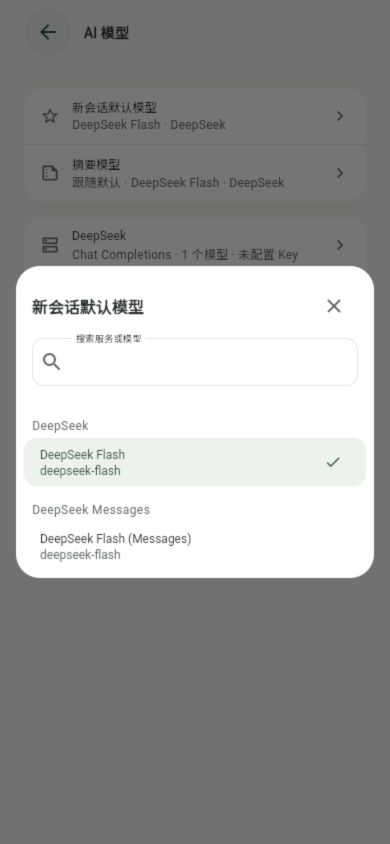 AI 模型
新会话默认模型
DeepSeek Flash · DeepSeek
摘要模型
跟随默认 · DeepSeek Flash · DeepSeek
DeepSeek
Chat Completions · 1 个模型 · 未配置 Key
新会话默认模型
搜索服务或模型
DeepSeek
DeepSeek Flash
deepseek-flash
DeepSeek Messages
DeepSeek Flash (Messages)
deepseek-flash